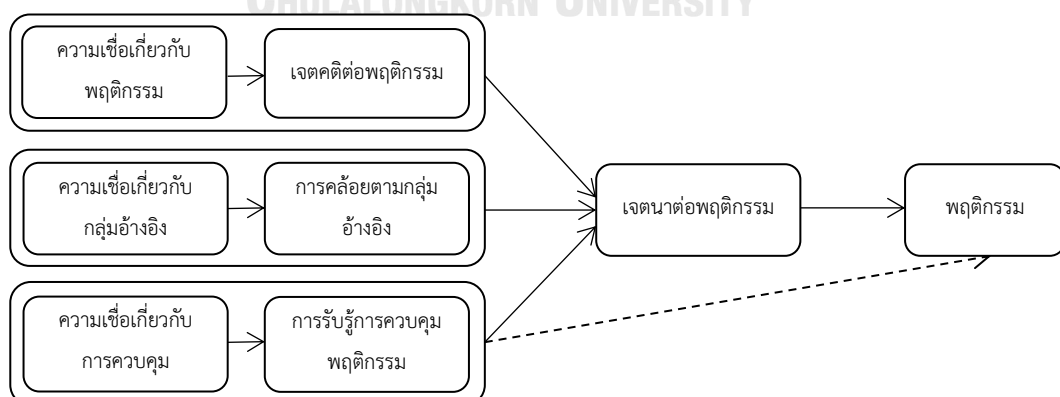 CHULALONGKORN UNIVERSITY
ความเชื่อเกี่ยวกับ
พฤติกรรม
เจตคติต่อพฤติกรรม
ความเชื่อเกี่ยวกับ
กลุ่มอ้างอิง
การคล้อยตามกลุ่ม
อ้างอิง
เจตนาต่อพฤติกรรม
พฤติกรรม
ความเชื่อเกี่ยวกับ
การควบคุม
การรับรู้การควบคุม
พฤติกรรม